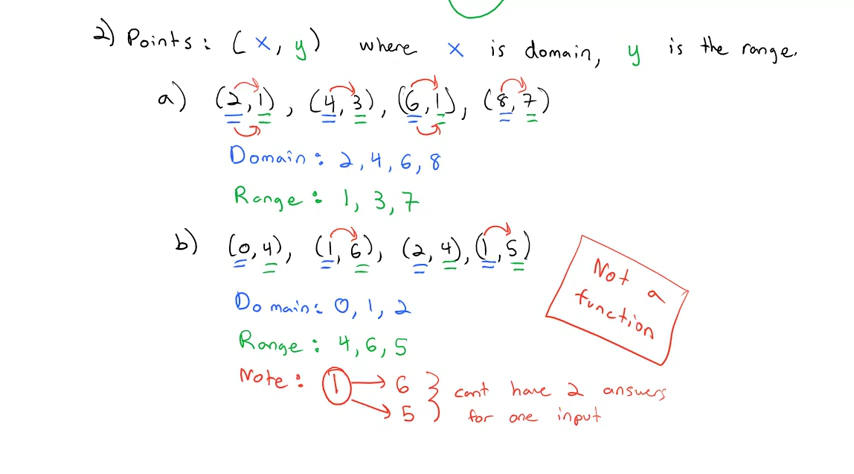 2) Points: (x, y) where x is domain, y is the range.
a) (2, 1), (4, 3), (6, 1), (8, 7)
Domain: 2, 4, 6, 8
Range: 1, 3, 7
b) (0, 4), (1, 6), (2, 4), (1, 5)
Domain: 0, 1, 2
Range: 4, 6, 5
Not a
function
Note: 1 → 6 } cant have 2 answers
→ 5 for one input